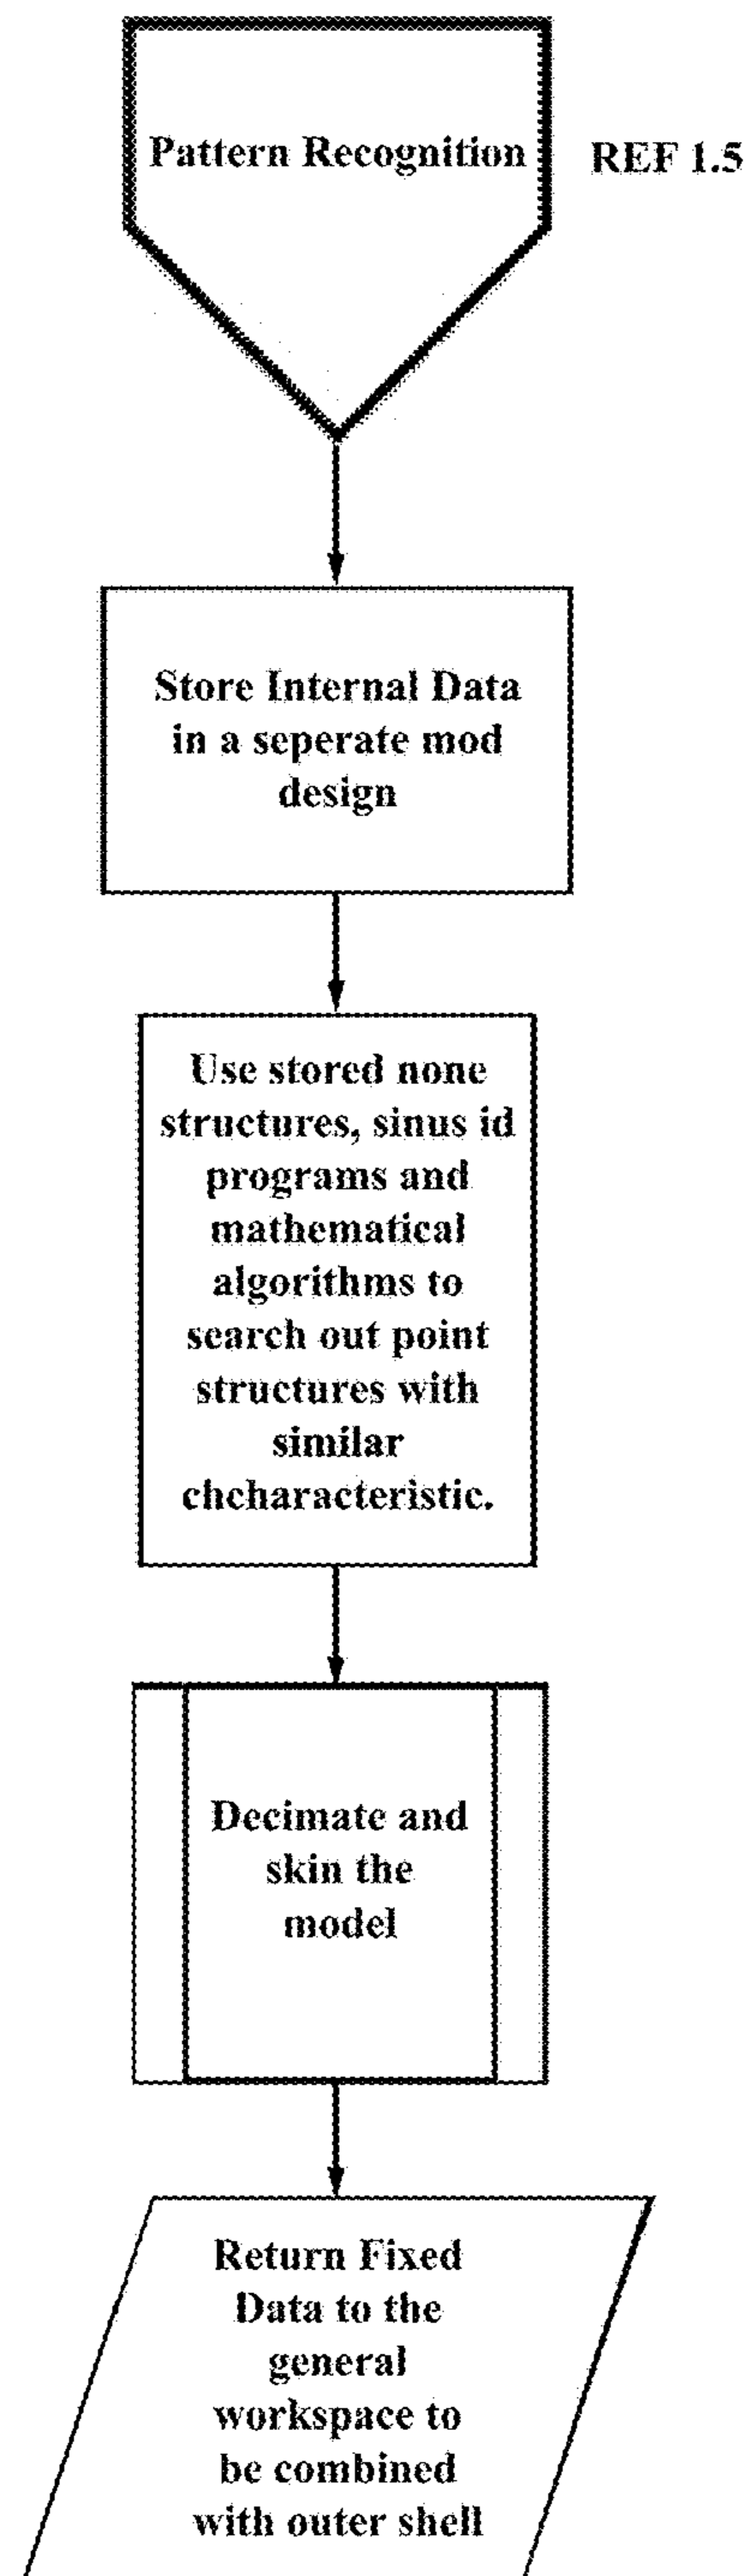 Pattern Recognition
REF 1.5
Store Internal Data
in a seperate mod
design
Use stored none
structures, sinus id
programs and
mathematical
algorithms to
search out point
structures with
similar
chcharacteristic.
Decimate and
skin the
model
Return Fixed
Data to the
general
workspace to
be combined
with outer shell